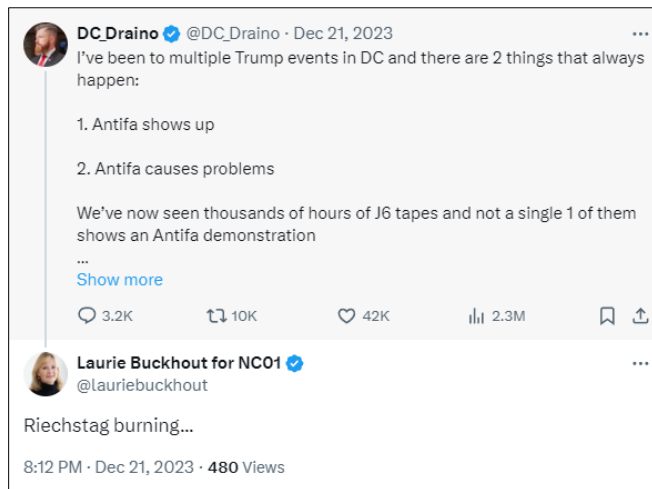 DC_Draino @DC_Draino · Dec 21, 2023
I've been to multiple Trump events in DC and there are 2 things that always
happen:
1. Antifa shows up
2. Antifa causes problems
We've now seen thousands of hours of J6 tapes and not a single 1 of them
shows an Antifa demonstration
...
Show more
3.2K 10K 42K 2.3M
Laurie Buckhout for NC01
@lauriebuckhout
Riechstag burning...
8:12 PM · Dec 21, 2023 · 480 Views